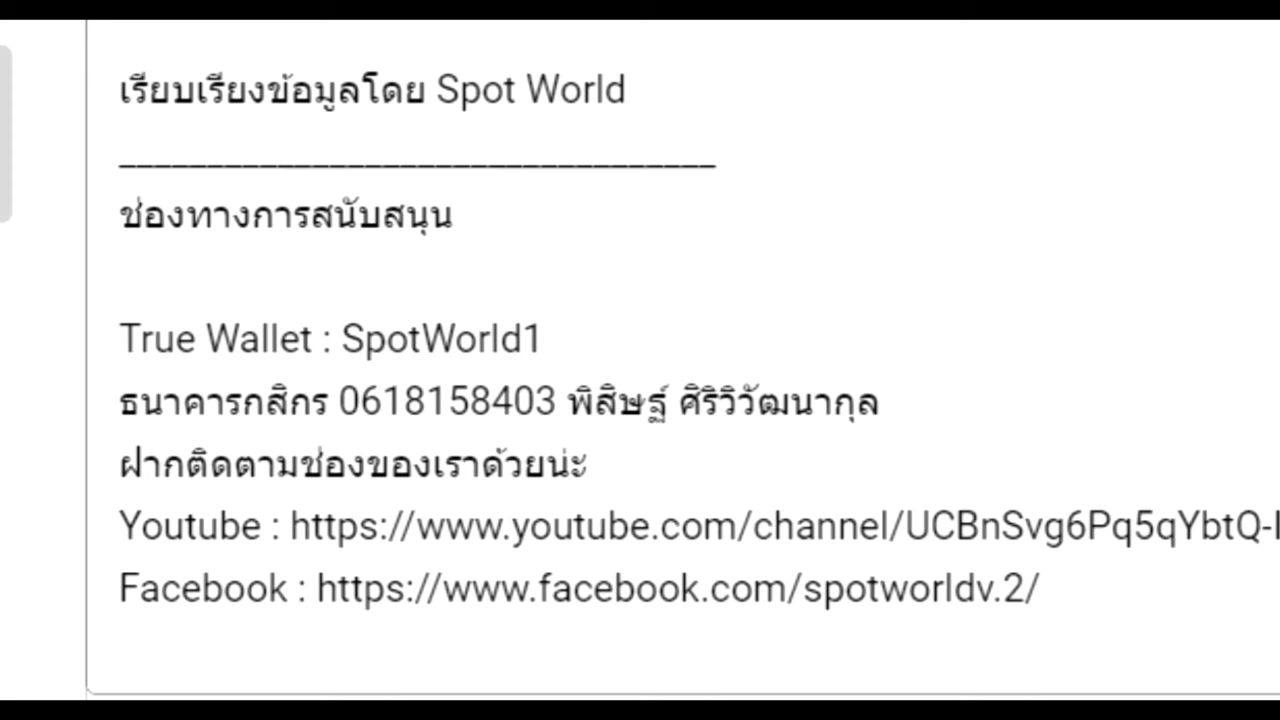 เรียบเรียงข้อมูลโดย Spot World
__________________________________
ช่องทางการสนับสนุน
True Wallet : SpotWorld1
ธนาคารกสิกร 0618158403 พิสิษฐ์ ศิริวิวัฒนากุล
ฝากติดตามช่องของเราด้วยน่ะ
Youtube : https://www.youtube.com/channel/UCBnSvg6Pq5qYbtQ-
Facebook : https://www.facebook.com/spotworldv.2/